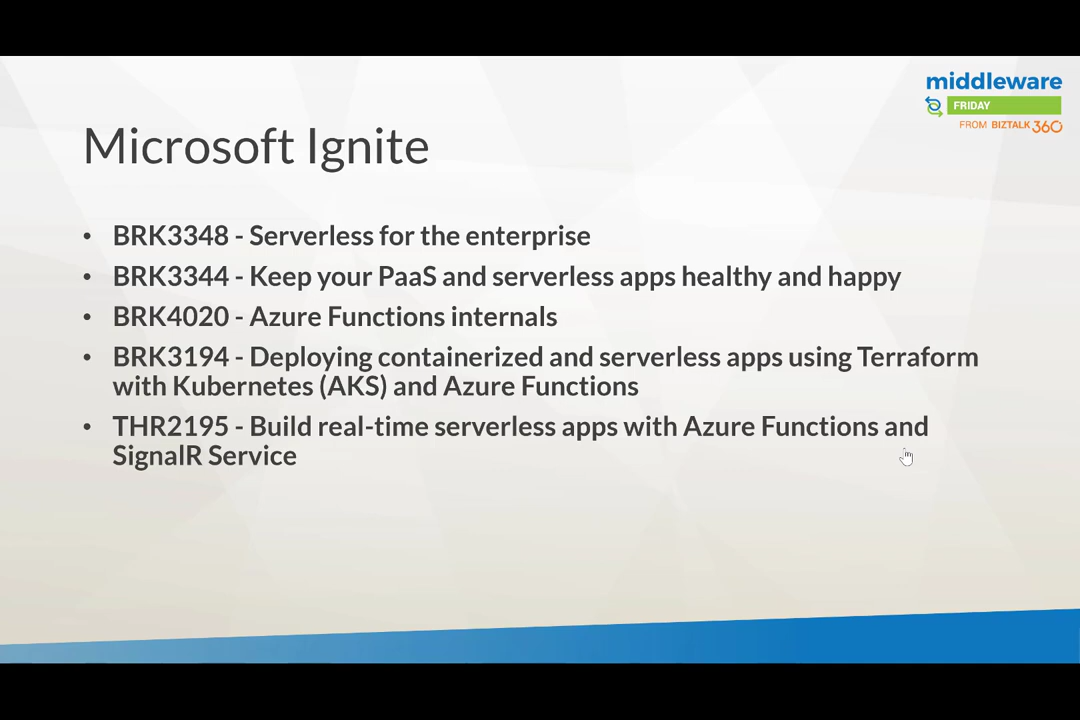 middleware
FRIDAY
FROM BIZTALK360
Microsoft Ignite
• BRK3348 - Serverless for the enterprise
• BRK3344 - Keep your PaaS and serverless apps healthy and happy
• BRK4020 - Azure Functions internals
• BRK3194 - Deploying containerized and serverless apps using Terraform
with Kubernetes (AKS) and Azure Functions
• THR2195 - Build real-time serverless apps with Azure Functions and
SignalR Service